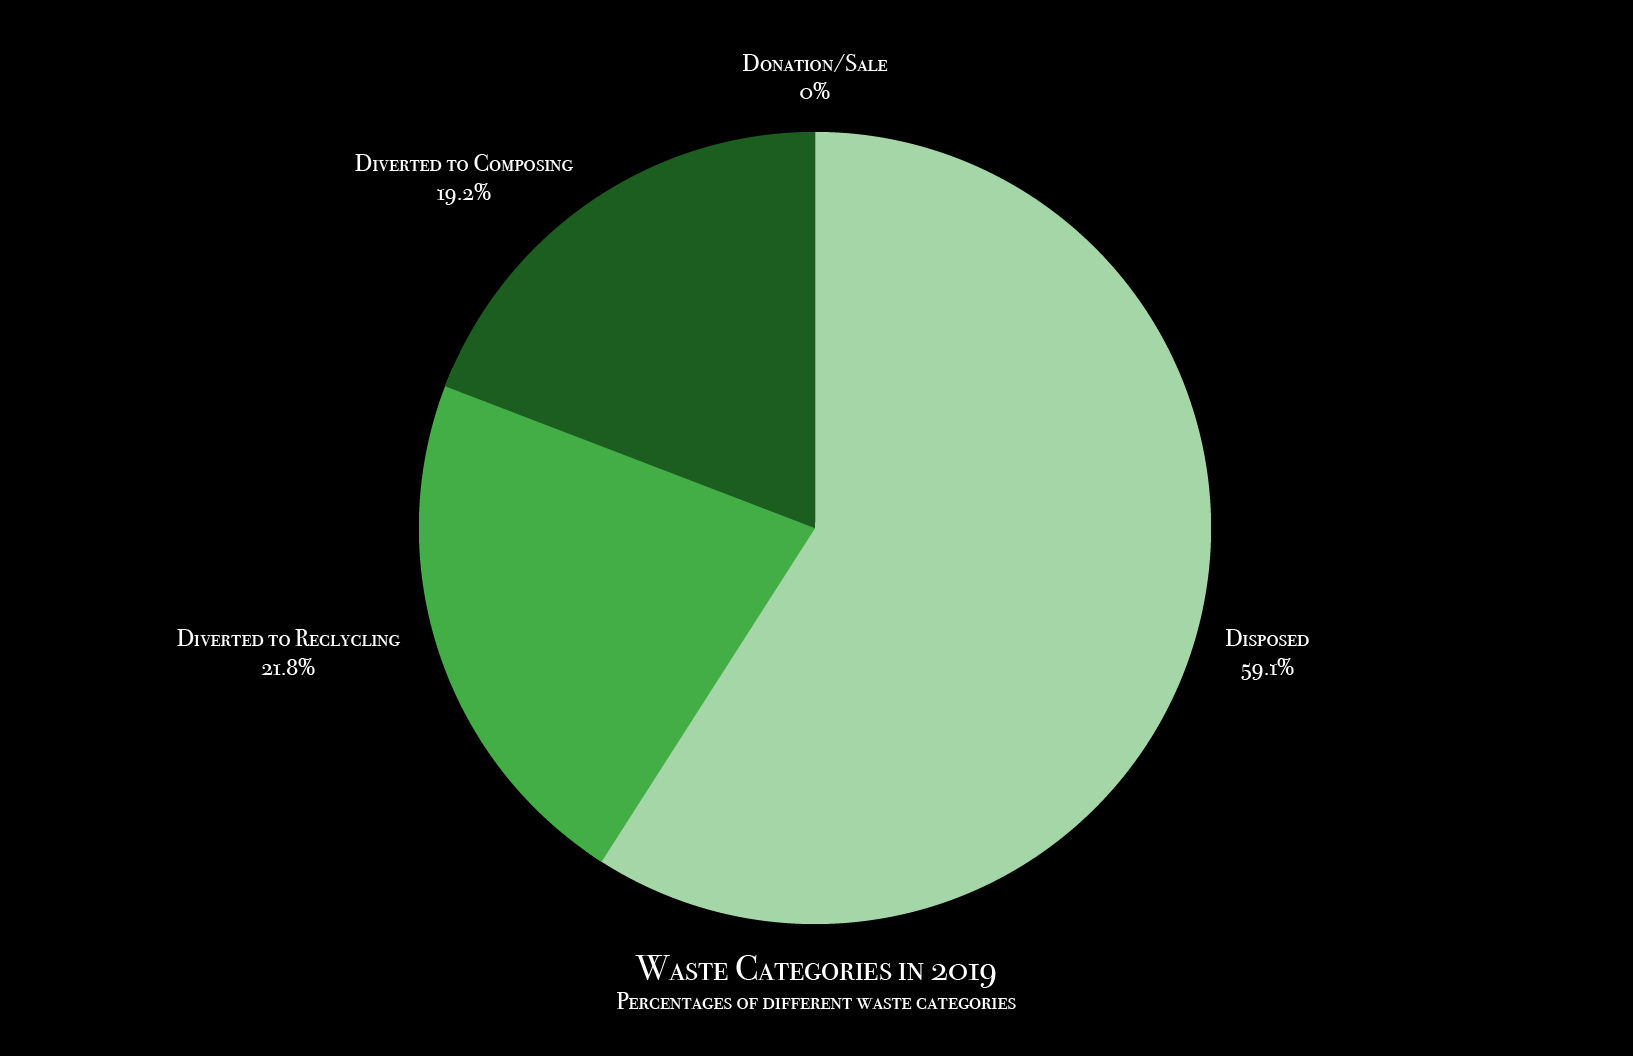 Donation/Sale
0%
Diverted to Composing
19.2%
Diverted to Reclycling
21.8%
Disposed
59.1%
Waste Categories in 2019
Percentages of different waste categories